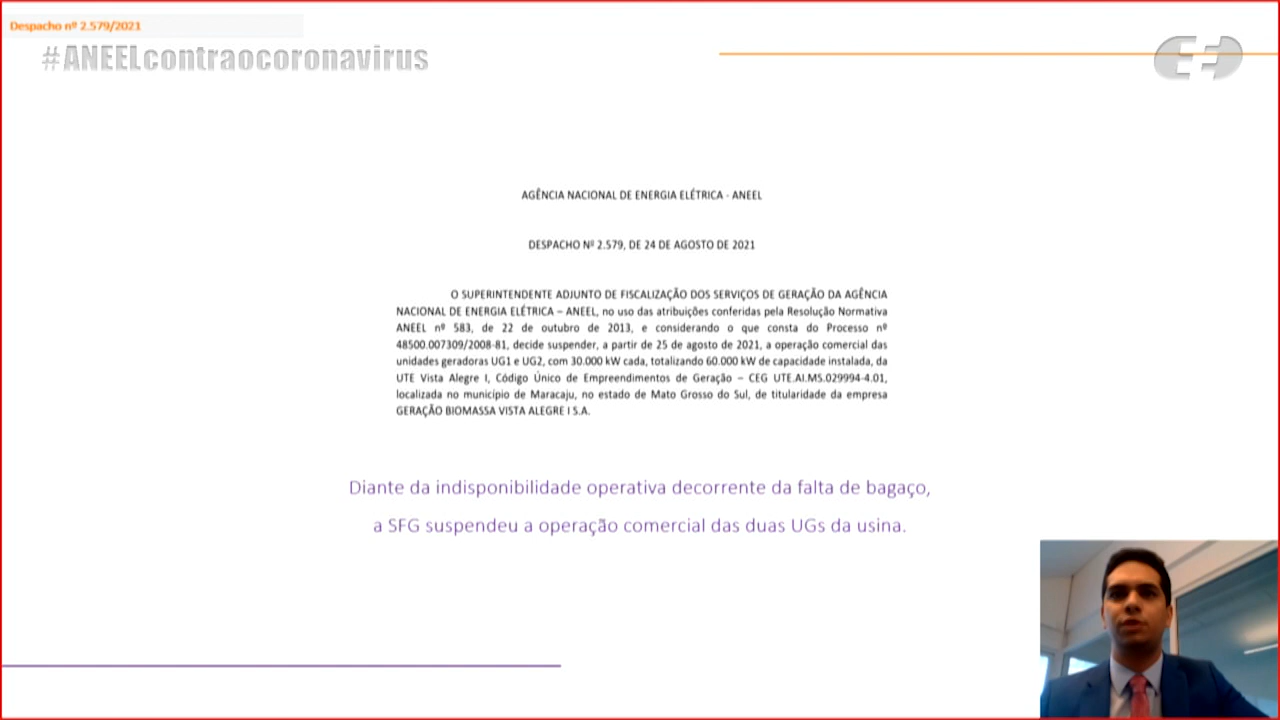 Despacho nº 2.579/2021
#ANEELcontraocoronavirus
AGÊNCIA NACIONAL DE ENERGIA ELÉTRICA - ANEEL
DESPACHO Nº 2.579, DE 24 DE AGOSTO DE 2021
O SUPERINTENDENTE ADJUNTO DE FISCALIZAÇÃO DOS SERVIÇOS DE GERAÇÃO DA AGÊNCIA
NACIONAL DE ENERGIA ELÉTRICA – ANEEL, no uso das atribuições conferidas pela Resolução Normativa
ANEEL nº 583, de 22 de outubro de 2013, e considerando o que consta do Processo nº
48500.007309/2008-81, decide suspender, a partir de 25 de agosto de 2021, a operação comercial das
unidades geradoras UG1 e UG2, com 30.000 kW cada, totalizando 60.000 kW de capacidade instalada, da
UTE Vista Alegre I, Código Único de Empreendimentos de Geração – CEG UTE.AI.MS.029994-4.01,
localizada no município de Maracaju, no estado de Mato Grosso do Sul, de titularidade da empresa
GERAÇÃO BIOMASSA VISTA ALEGRE I S.A.
Diante da indisponibilidade operativa decorrente da falta de bagaço,
a SFG suspendeu a operação comercial das duas UGs da usina.